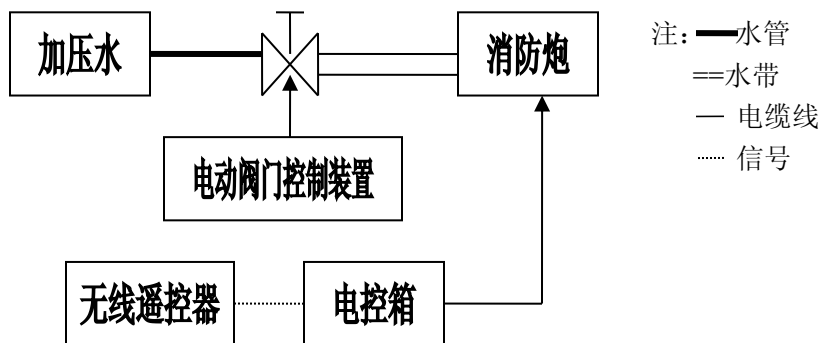 加压水
消防炮
注：━水管
==水带
— 电缆线
…… 信号
电动阀门控制装置
无线遥控器
电控箱